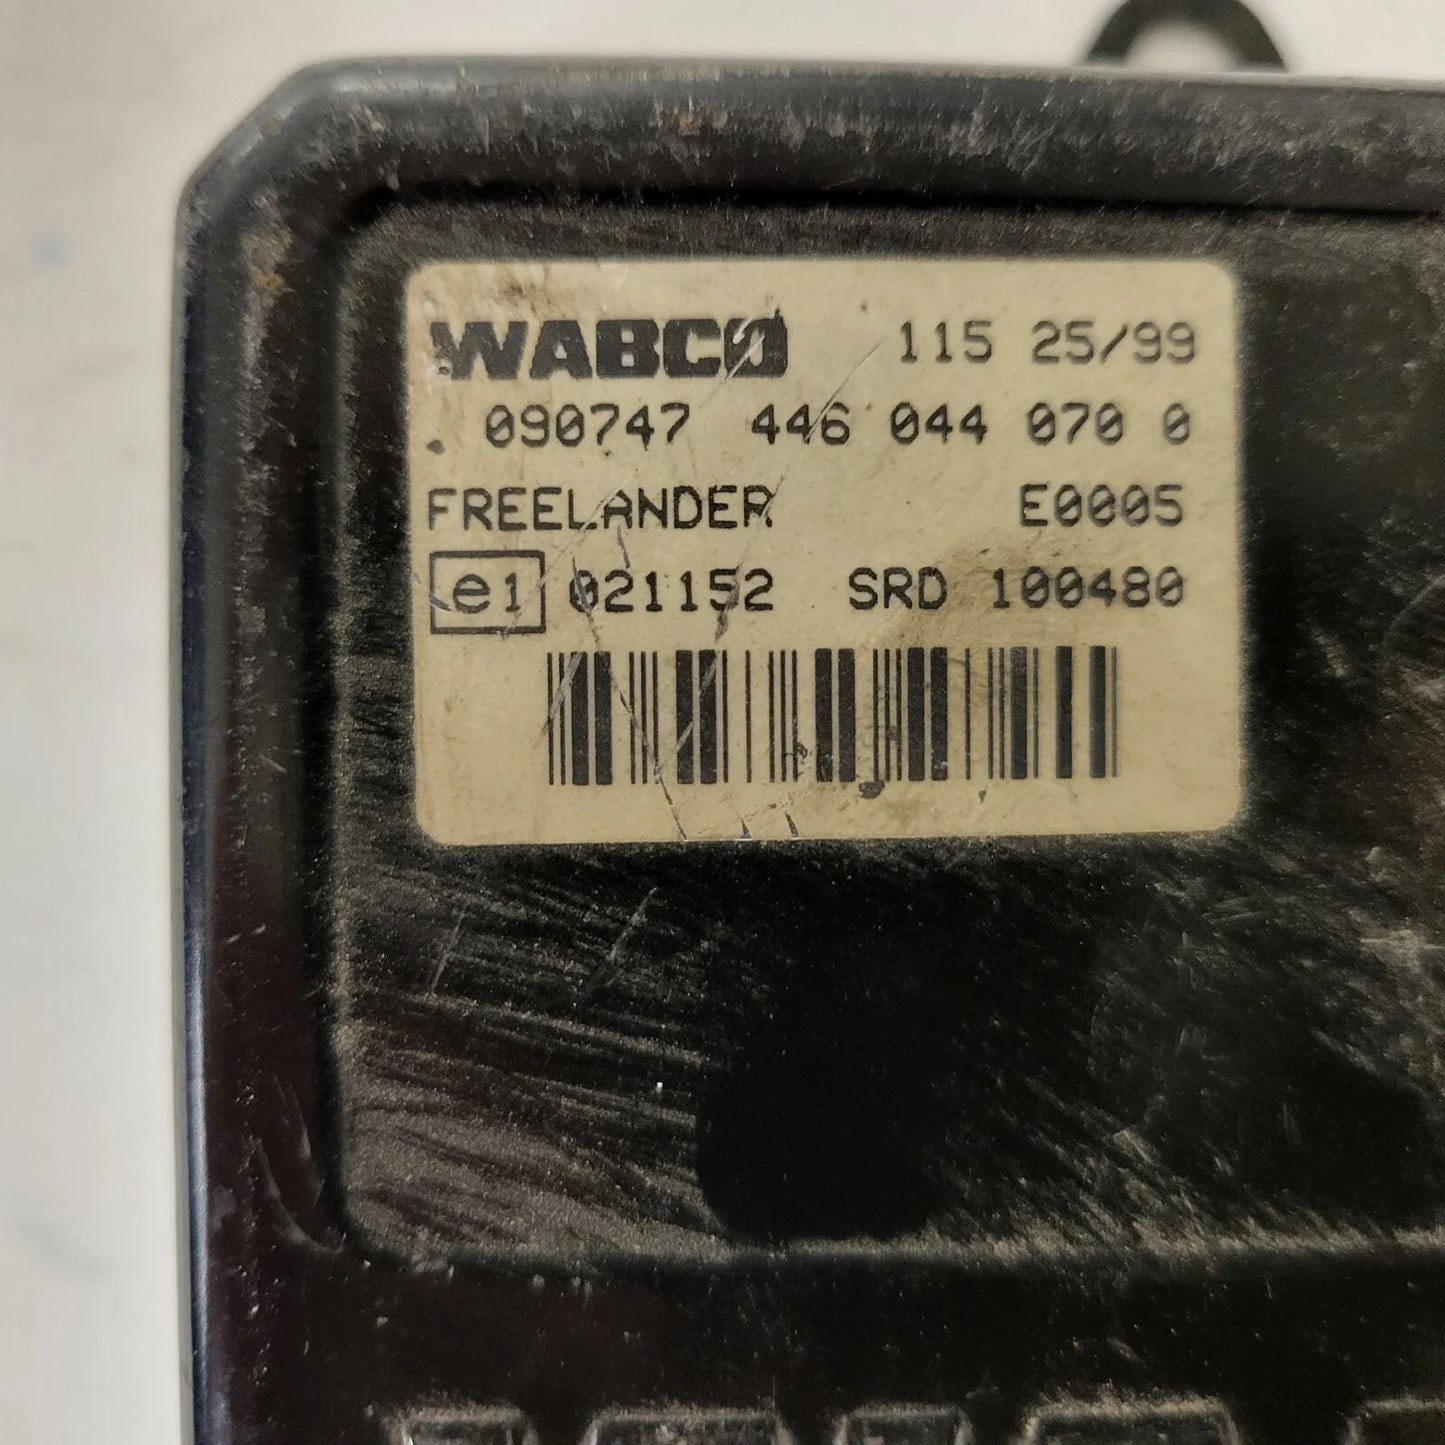 WABCO 115 25/99
. 090747 446 044 070 0
FREELANDER E0005
e1 021152 SRD 100480